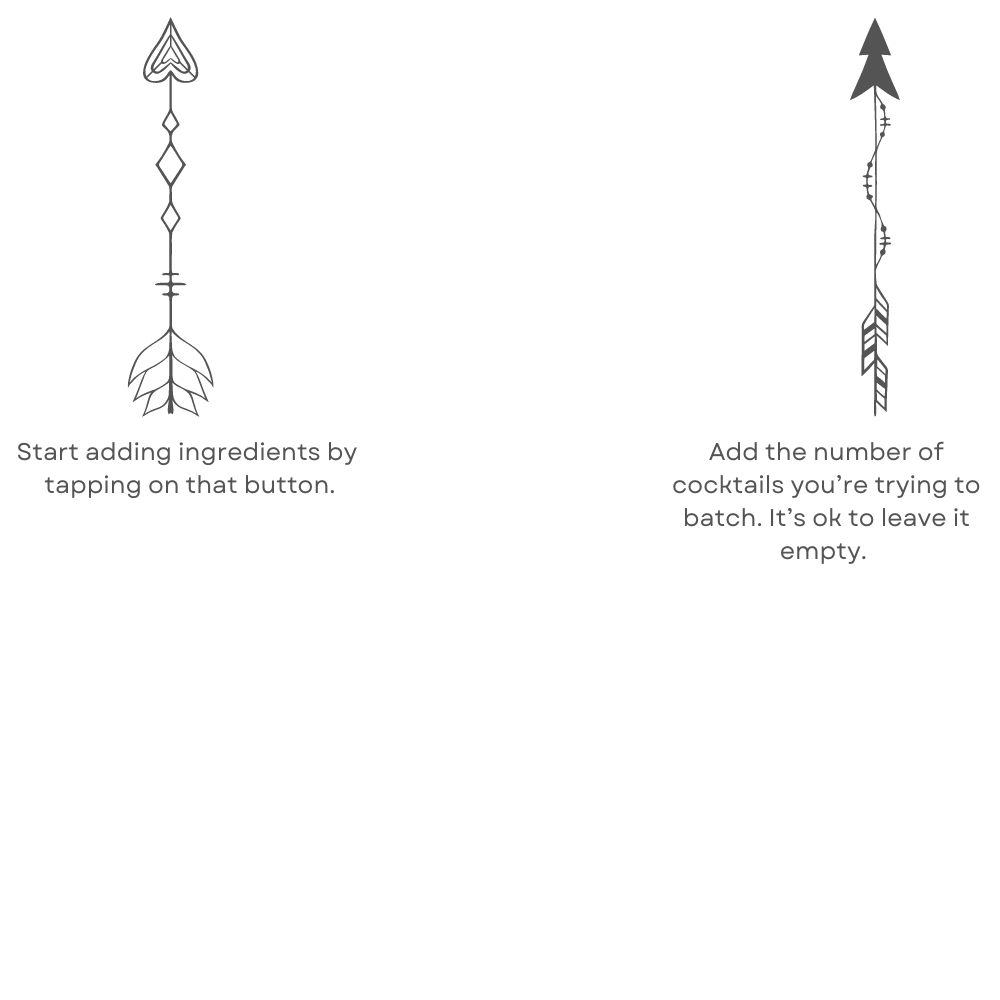 Start adding ingredients by
tapping on that button.
Add the number of
cocktails you’re trying to
batch. It’s ok to leave it
empty.